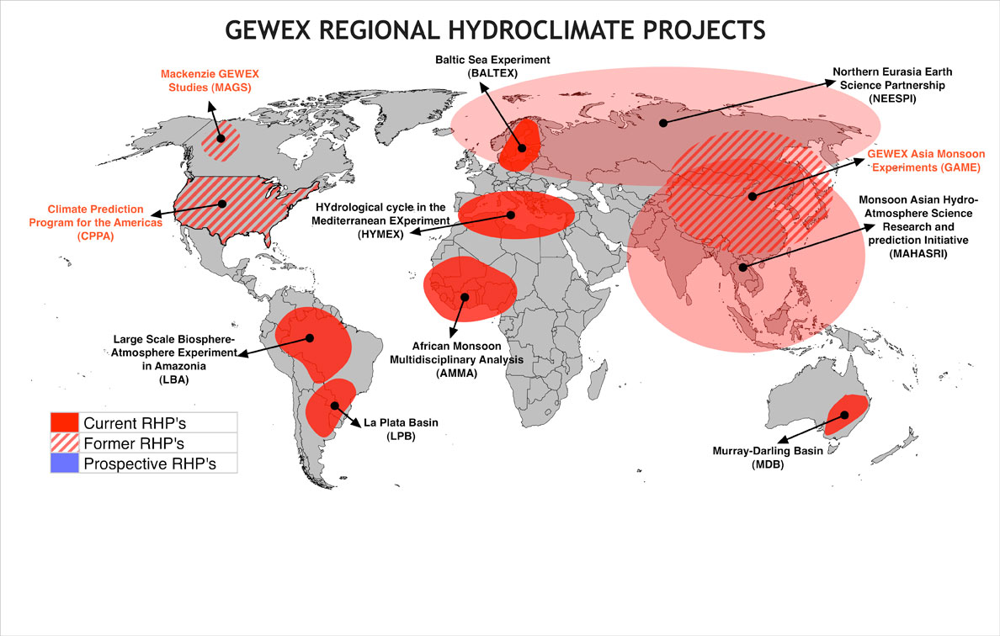 GEWEX REGIONAL HYDROCLIMATE PROJECTS
Baltic Sea Experiment
(BALTEX)
Mackenzie GEWEX
Studies (MAGS)
Northern Eurasia Earth
Science Partnership
(NEESPI)
GEWEX Asia Monsoon
Experiments (GAME)
Climate Prediction
Program for the Americas
(CPPA)
HYdrological cycle in the
Mediterranean EXperiment
(HYMEX)
Monsoon Asian Hydro-
Atmosphere Science
Research and
prediction Initiative
(MAHASRI)
Large Scale Biosphere-
Atmosphere Experiment
in Amazonia
(LBA)
African Monsoon
Multidisciplinary Analysis
(AMMA)
La Plata Basin
(LPB)
Murray-Darling Basin
(MDB)
Current RHP's
Former RHP's
Prospective RHP's